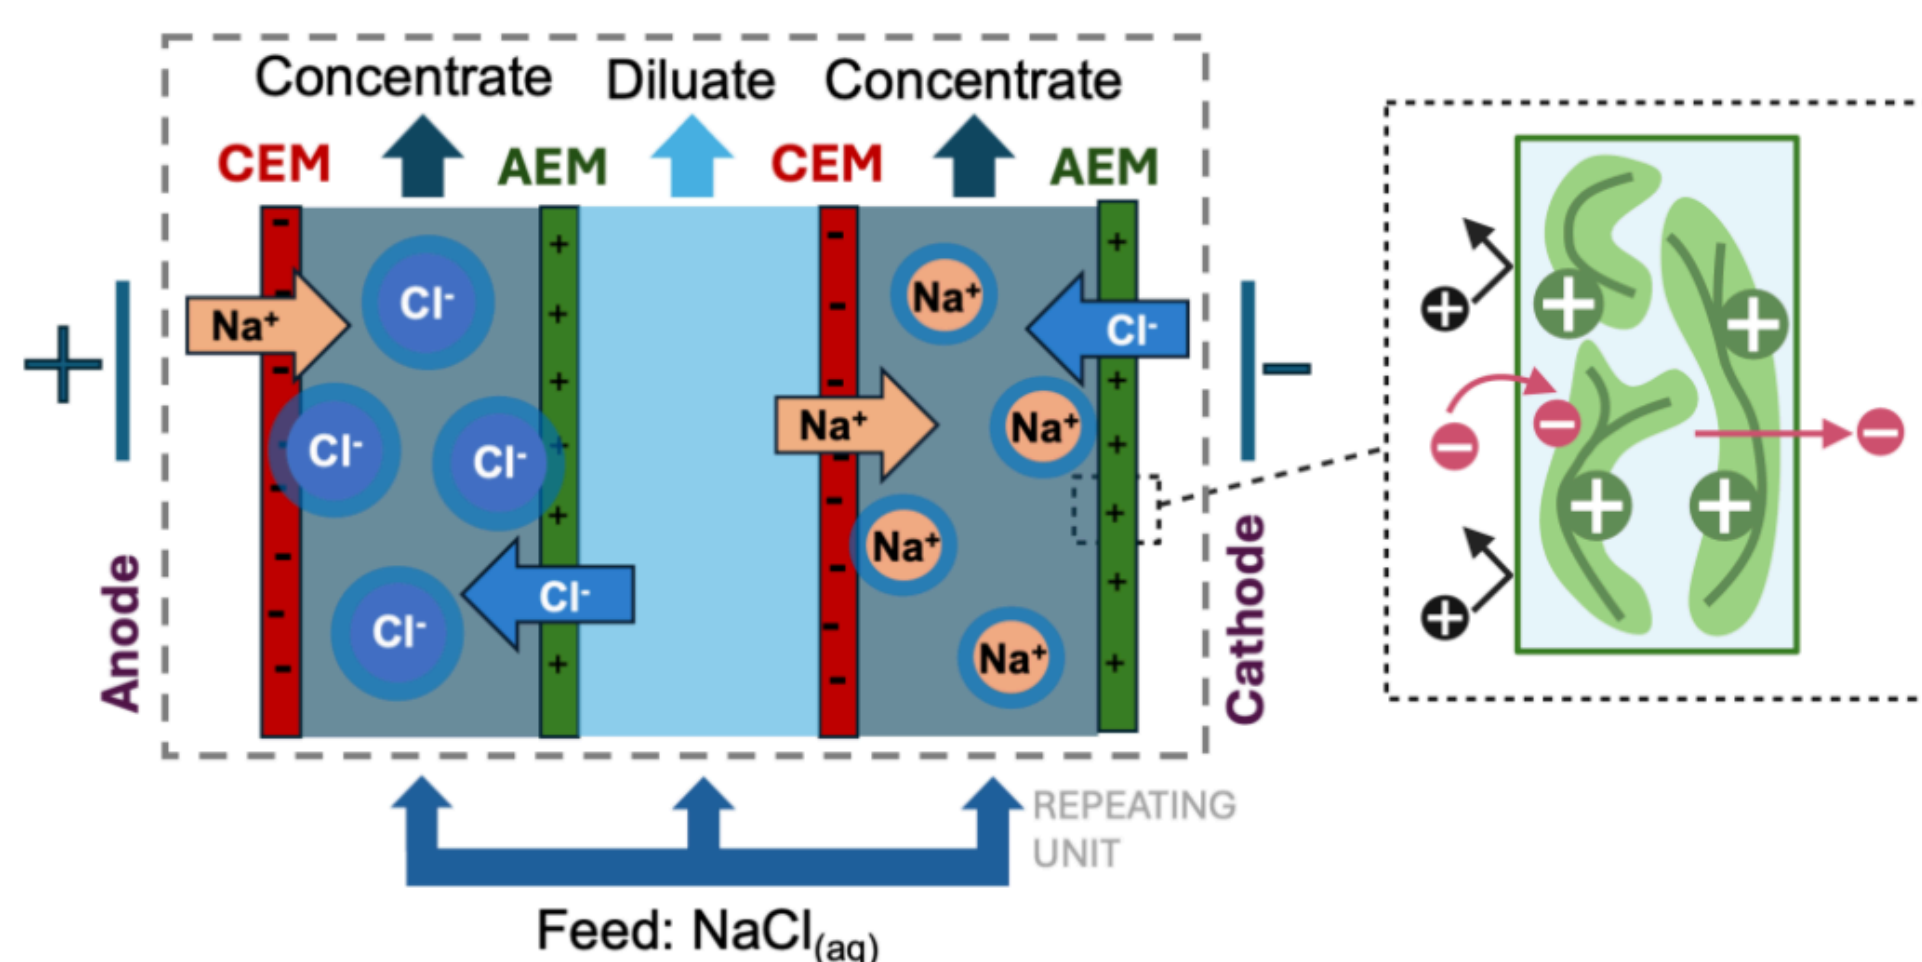 Concentrate Diluate Concentrate
CEM AEM CEM AEM
Cl⁻ Na⁺
Na⁺ Cl⁻
Cl⁻ Cl⁻ Na⁺ Na⁺
Na⁺
Cl⁻
Cl⁻ Na⁺
Anode
Cathode
REPEATING
UNIT
Feed: NaCl(aq)